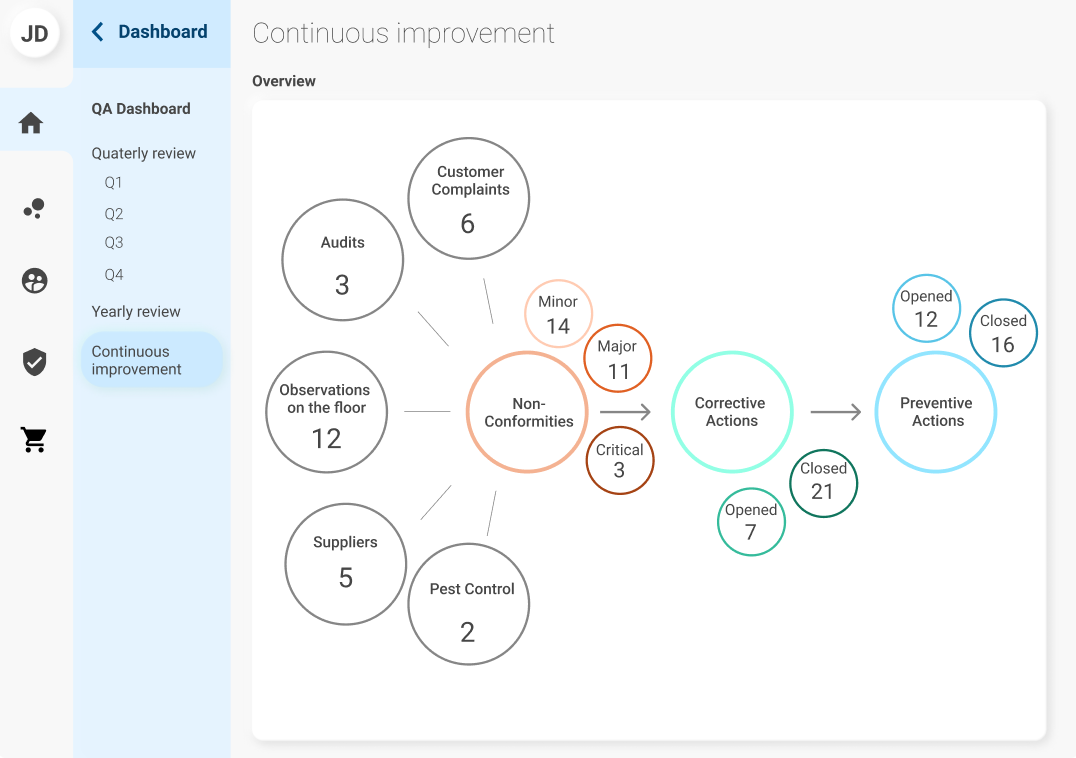 JD
Dashboard
QA Dashboard
Quaterly review
Q1
Q2
Q3
Q4
Yearly review
Continuous
improvement
Continuous improvement
Overview
Customer
Complaints
6
Audits
3
Observations
on the floor
12
Suppliers
5
Pest Control
2
Non-
Conformities
Minor
14
Major
11
Critical
3
Corrective
Actions
Opened
7
Closed
21
Preventive
Actions
Opened
12
Closed
16